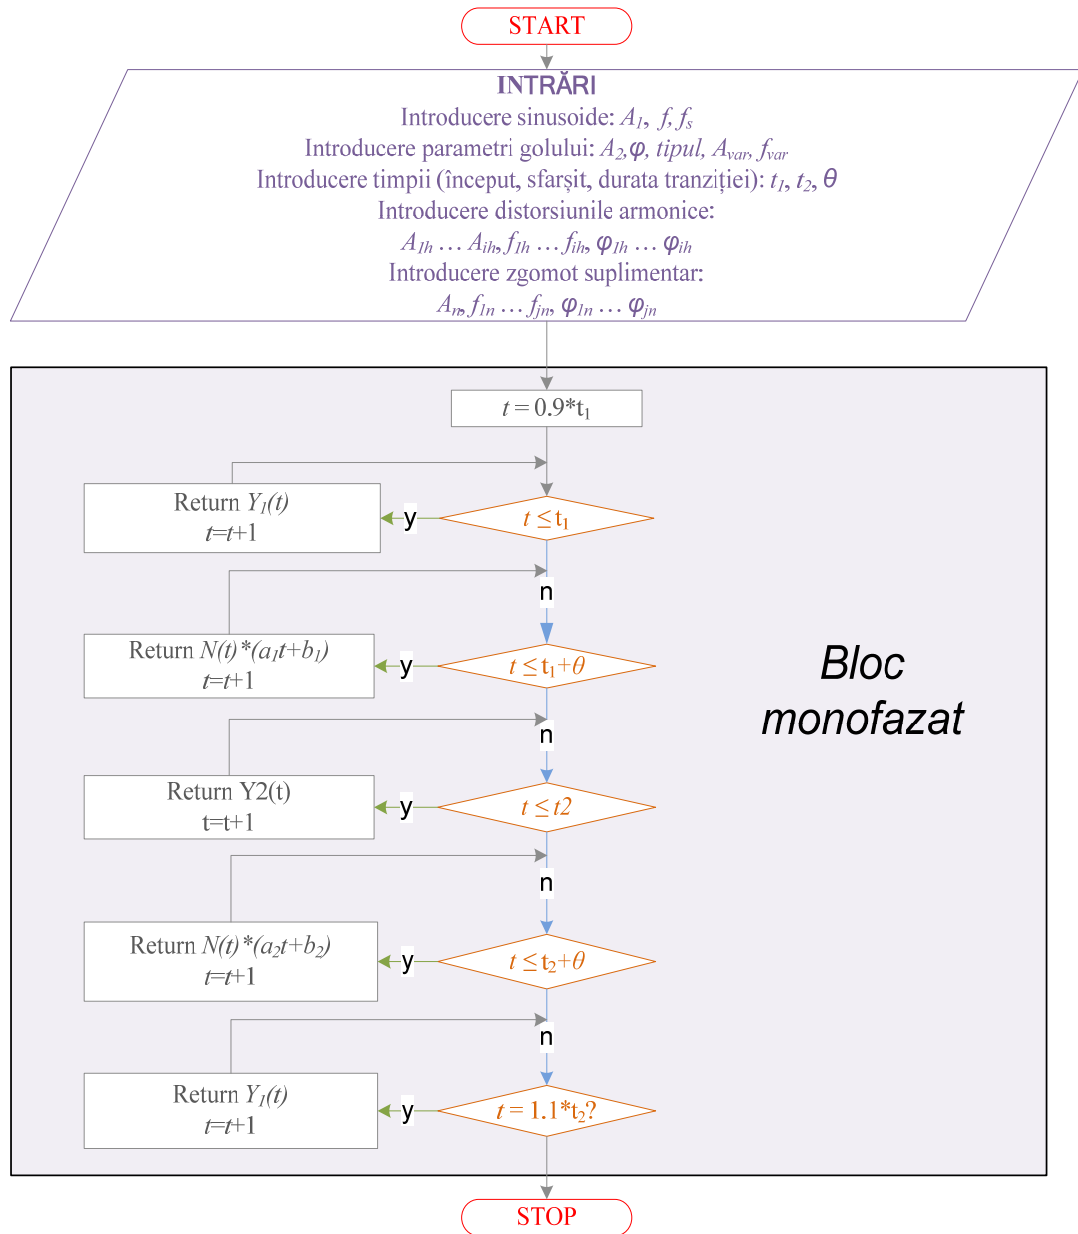 START
INTRĂRI
Introducere sinusoide: A₁, f, fₛ
Introducere parametri golului: A₂,φ, tipul, Aᵥₐᵣ, fᵥₐᵣ
Introducere timpii (început, sfarșit, durata tranziției): t₁, t₂, θ
Introducere distorsiunile armonice:
A₁ₕ … Aᵢₕ, f₁ₕ … fᵢₕ, φ₁ₕ … φᵢₕ
Introducere zgomot suplimentar:
Aₙ, f₁ₙ … fⱼₙ, φ₁ₙ … φⱼₙ
t = 0.9*t₁
Return Y₁(t)
t=t+1
y
t ≤ t₁
n
Return N(t)*(a₁t+b₁)
t=t+1
y
t ≤ t₁+θ
Bloc
monofazat
n
Return Y2(t)
t=t+1
y
t ≤ t2
n
Return N(t)*(a₂t+b₂)
t=t+1
y
t ≤ t₂+θ
n
Return Y₁(t)
t=t+1
y
t = 1.1*t₂?
STOP